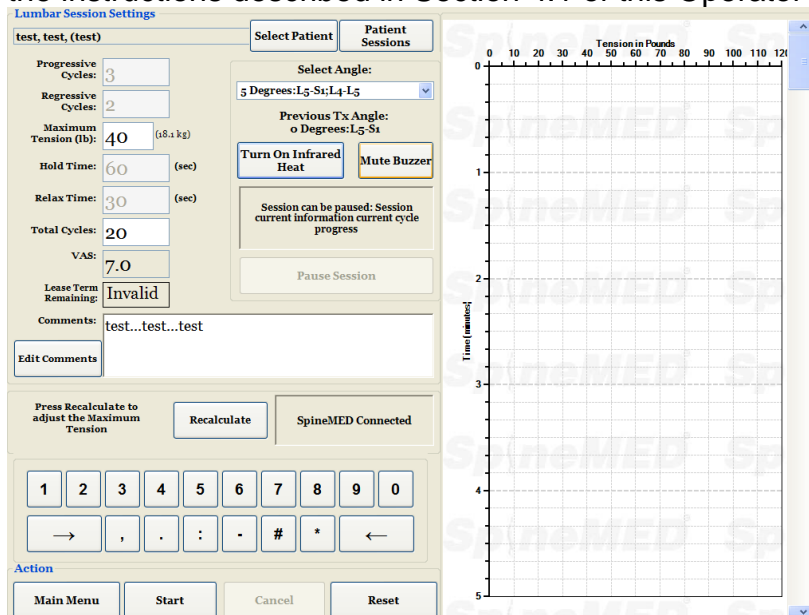 the instructions described in Section 4.1 of this Operator
Lumbar Session Settings
test, test, (test)
Select Patient
Patient
Sessions
Progressive
Cycles:
3
Regressive
Cycles:
2
Maximum
Tension (lb):
40
(18.1 kg)
Hold Time:
60
(sec)
Relax Time:
30
(sec)
Total Cycles:
20
VAS:
7.0
Lease Term
Remaining:
Invalid
Comments:
test...test...test
Edit Comments
Select Angle:
5 Degrees:L5-S1;L4-L5
Previous Tx Angle:
0 Degrees:L5-S1
Turn On Infrared
Heat
Mute Buzzer
Session can be paused: Session
current information current cycle
progress
Pause Session
Press Recalculate to
adjust the Maximum
Tension
Recalculate
SpineMED Connected
1 2 3 4 5 6 7 8 9 0
→ , . : - # * ←
Action
Main Menu
Start
Cancel
Reset
Tension in Pounds
0 10 20 30 40 50 60 70 80 90 100 110
Time (minutes)
0
1
2
3
4
5
SpineMED
SpineMED
SpineMED
SpineMED
SpineMED